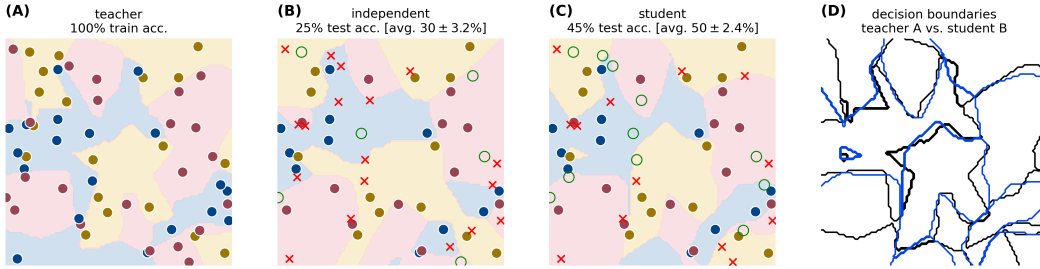 (A)
teacher
100% train acc.
(B)
independent
25% test acc. [avg. 30 ± 3.2%]
(C)
student
45% test acc. [avg. 50 ± 2.4%]
(D)
decision boundaries
teacher A vs. student B